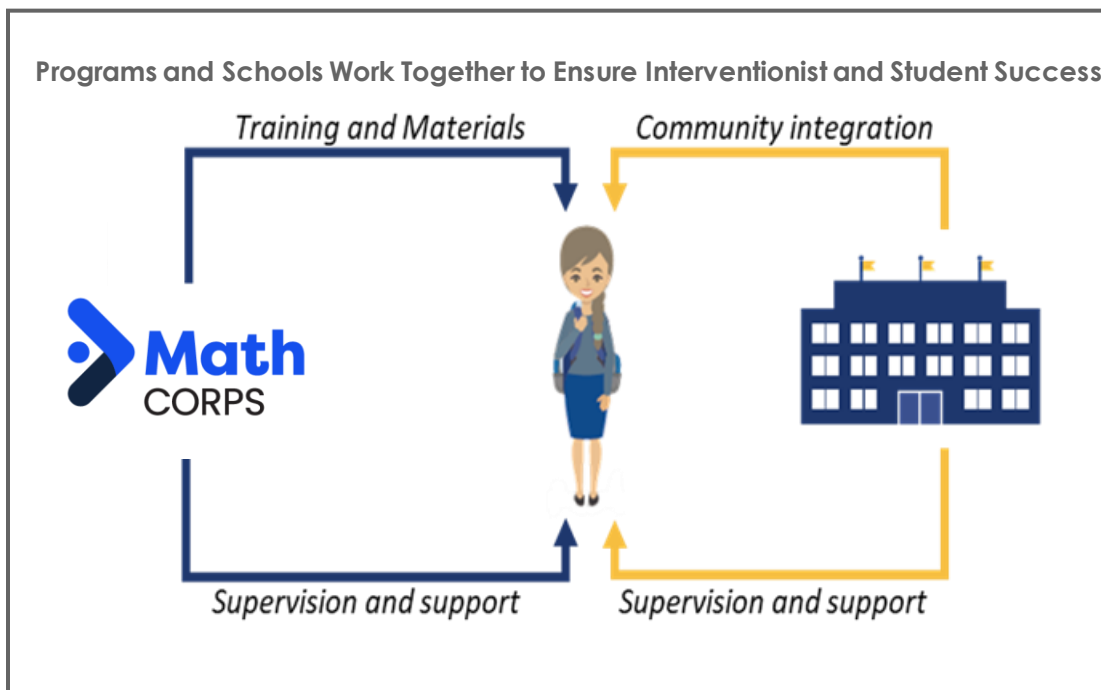 Programs and Schools Work Together to Ensure Interventionist and Student Success
Training and Materials
Community integration
Math
CORPS
Supervision and support
Supervision and support